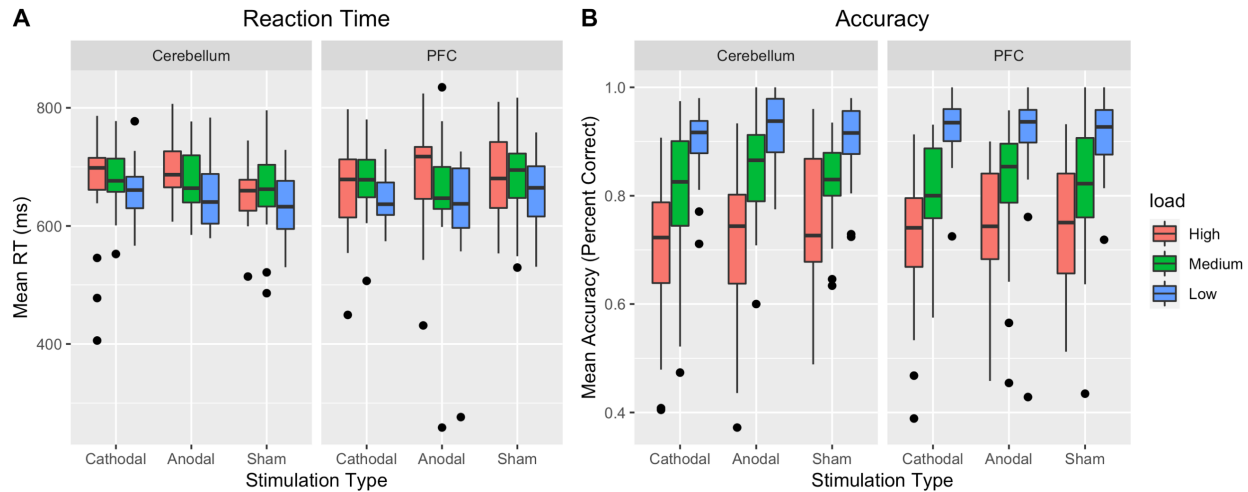 A
Reaction Time
Cerebellum
PFC
Mean RT (ms)
800
600
400
Cathodal
Anodal
Sham
Cathodal
Anodal
Sham
Stimulation Type
B
Accuracy
Cerebellum
PFC
Mean Accuracy (Percent Correct)
1.0
0.8
0.6
0.4
Cathodal
Anodal
Sham
Cathodal
Anodal
Sham
Stimulation Type
load
High
Medium
Low